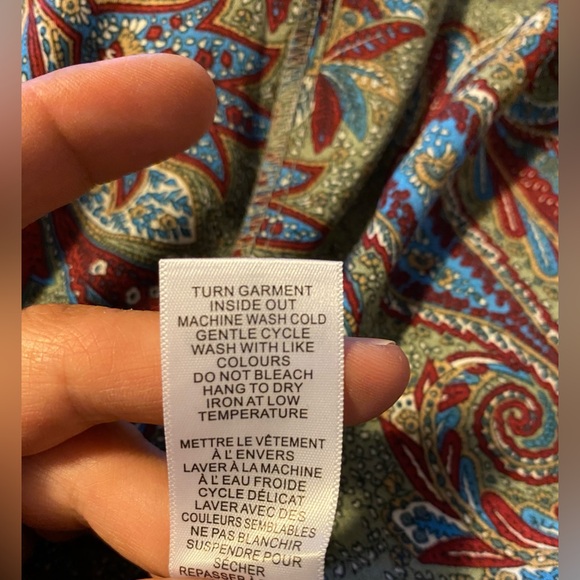 TURN GARMENT
INSIDE OUT
MACHINE WASH COLD
GENTLE CYCLE
WASH WITH LIKE
COLOURS
DO NOT BLEACH
HANG TO DRY
IRON AT LOW
TEMPERATURE
METTRE LE VÊTEMENT
À L'ENVERS
LAVER À LA MACHINE
À L'EAU FROIDE
CYCLE DÉLICAT
LAVER AVEC DES
COULEURS SEMBLABLES
NE PAS BLANCHIR
SUSPENDRE POUR
SÉCHER
REPASSER À